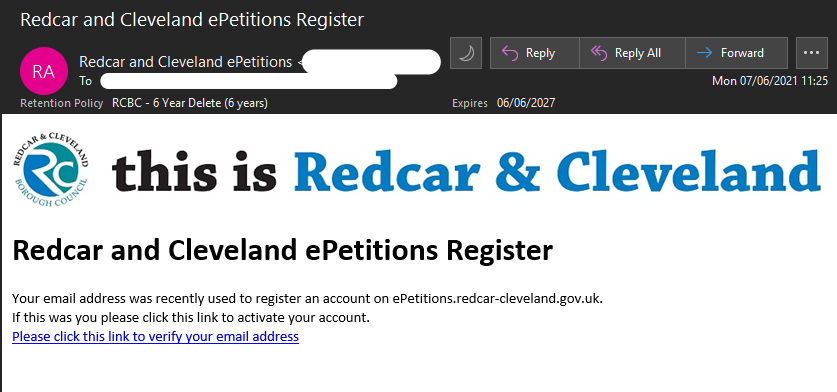 Redcar and Cleveland ePetitions Register
RA
Redcar and Cleveland ePetitions <
Reply
Reply All
Forward
...
To
Mon 07/06/2021 11:25
Retention Policy RCBC - 6 Year Delete (6 years)
Expires 06/06/2027
REDCAR & CLEVELAND
RC
BOROUGH COUNCIL
this is Redcar & Cleveland
Redcar and Cleveland ePetitions Register
Your email address was recently used to register an account on ePetitions.redcar-cleveland.gov.uk.
If this was you please click this link to activate your account.
Please click this link to verify your email address